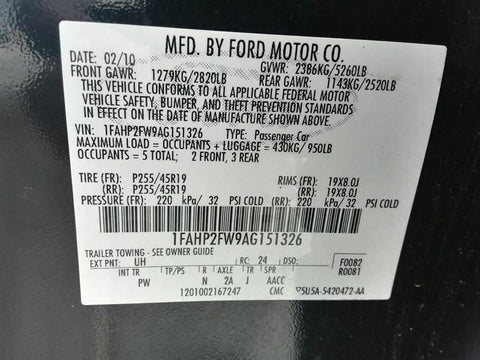 MFD. BY FORD MOTOR CO.
DATE: 02/10 GVWR: 2386KG/5260LB
FRONT GAWR: 1279KG/2820LB REAR GAWR: 1143KG/2520LB
THIS VEHICLE CONFORMS TO ALL APPLICABLE FEDERAL MOTOR
VEHICLE SAFETY, BUMPER, AND THEFT PREVENTION STANDARDS
IN EFFECT ON THE DATE OF MANUFACTURE SHOWN ABOVE.
VIN: 1FAHP2FW9AG151326 TYPE: Passenger Car
MAXIMUM LOAD = OCCUPANTS + LUGGAGE = 430KG/ 950LB
OCCUPANTS = 5 TOTAL; 2 FRONT, 3 REAR
TIRE (FR): P255/45R19 RIMS (FR): 19X8.0J
(RR): P255/45R19 (RR): 19X8.0J
PRESSURE (FR): 220 kPa/ 32 PSI COLD (RR): 220 kPa/ 32 PSI COLD
1FAHP2FW9AG151326
TRAILER TOWING - SEE OWNER GUIDE F0082
EXT PNT: UH RC: 24 DSO: R0081
INT TR TP/PS R AXLE TR SPR
PW N 2A J AACC
1201002167247 CMC 5U5A-5420472-AA